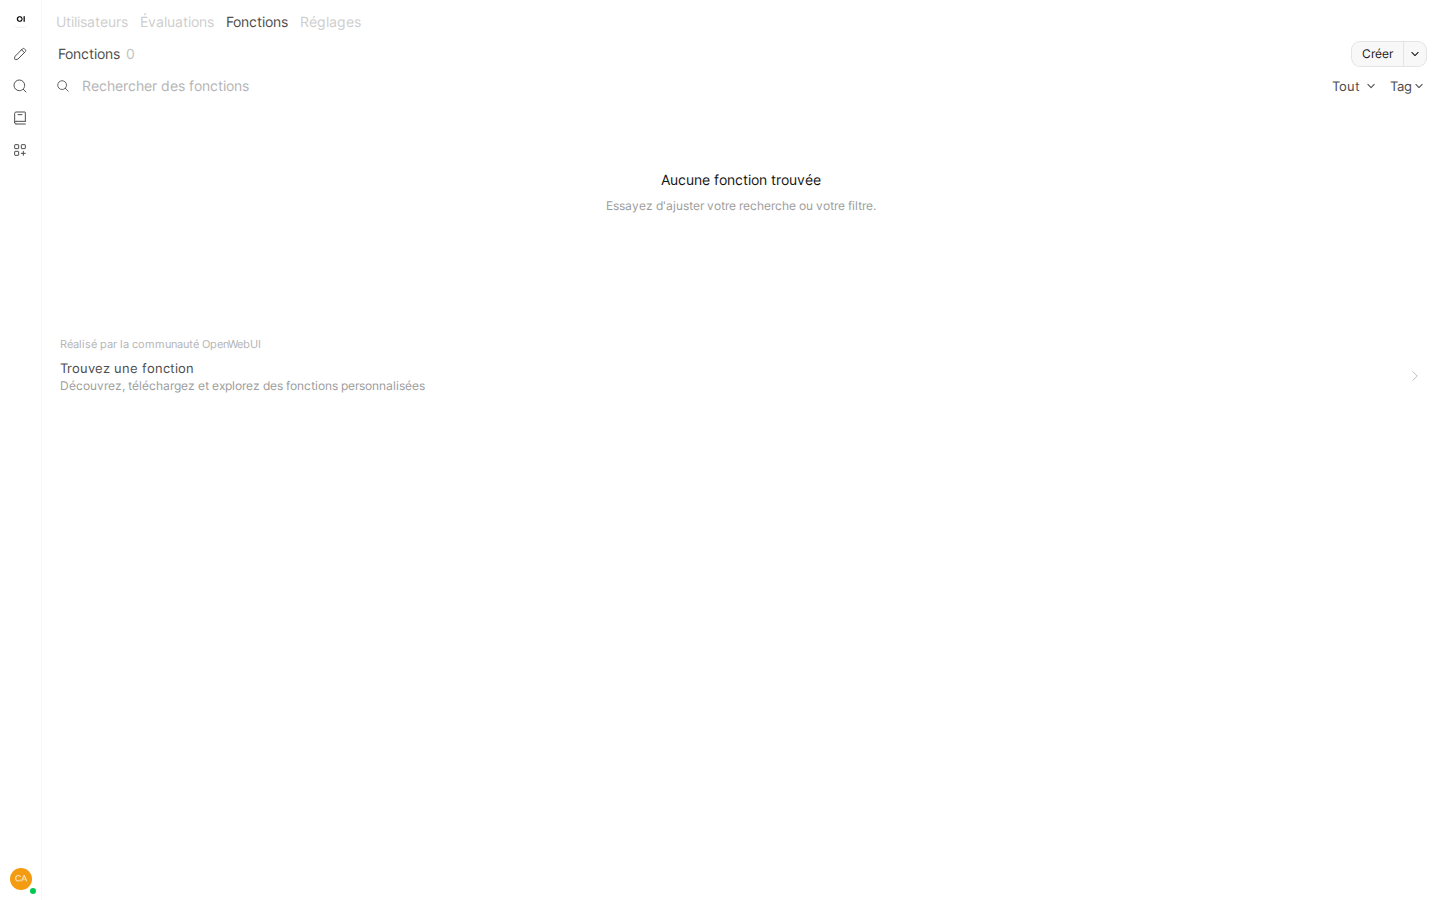 OI
Utilisateurs Évaluations Fonctions Réglages
Fonctions 0
Créer
Rechercher des fonctions
Tout Tag
Aucune fonction trouvée
Essayez d'ajuster votre recherche ou votre filtre.
Réalisé par la communauté OpenWebUI
Trouvez une fonction
Découvrez, téléchargez et explorez des fonctions personnalisées
CA